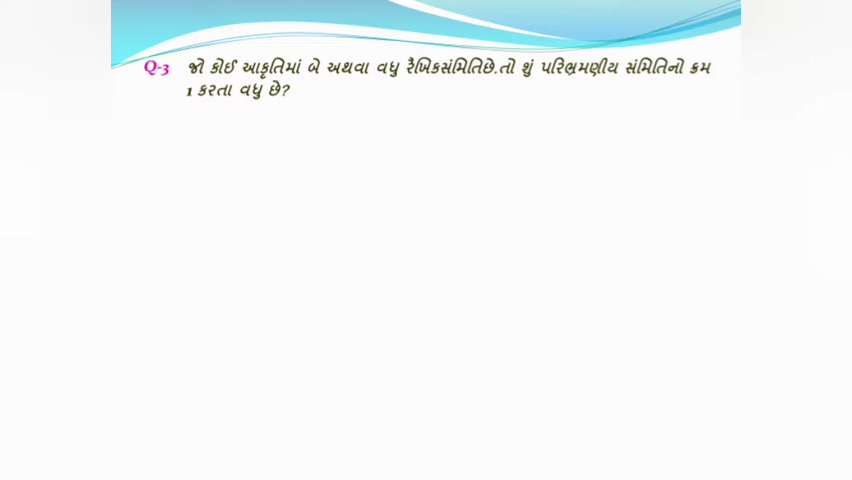 Q-3 જો કોઈ આકૃતિમાં બે અથવા વધુ રૈખિકસંમિતિછે.તો શું પરિભ્રમણીય સંમિતિનો ક્રમ
1 કરતા વધુ છે?